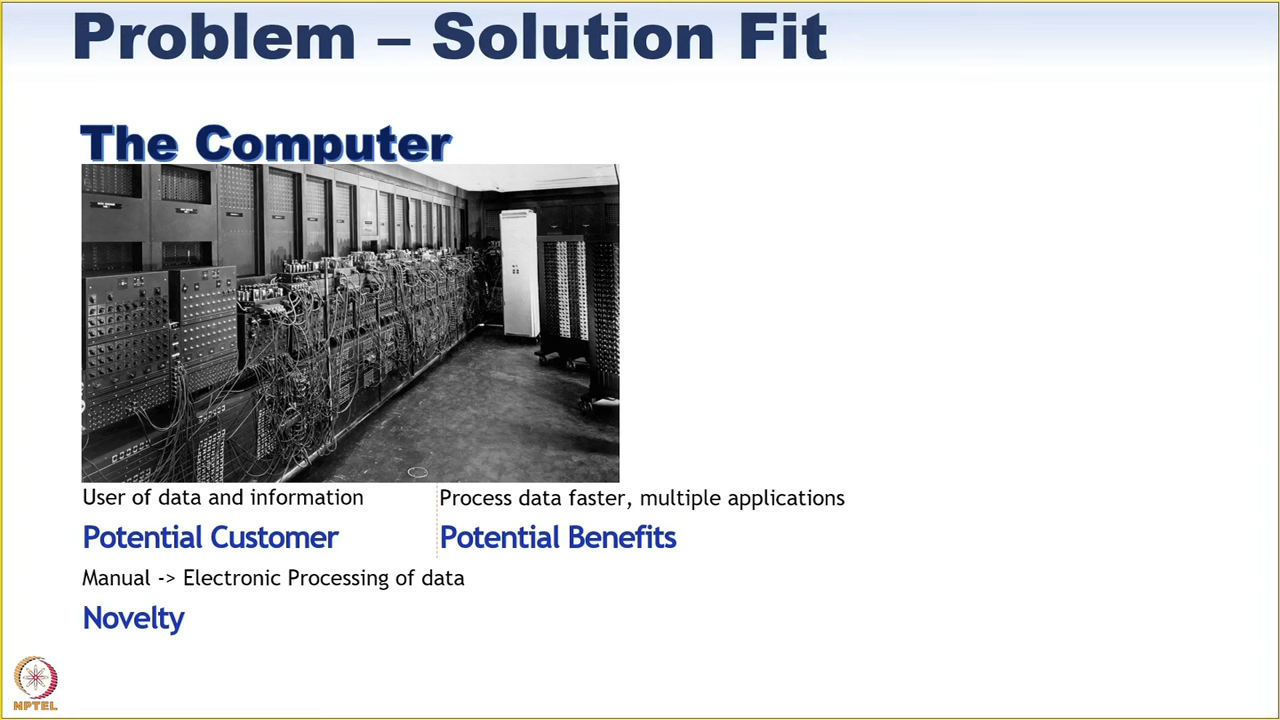 Problem – Solution Fit
The Computer
User of data and information
Process data faster, multiple applications
Potential Customer
Potential Benefits
Manual -> Electronic Processing of data
Novelty
NPTEL